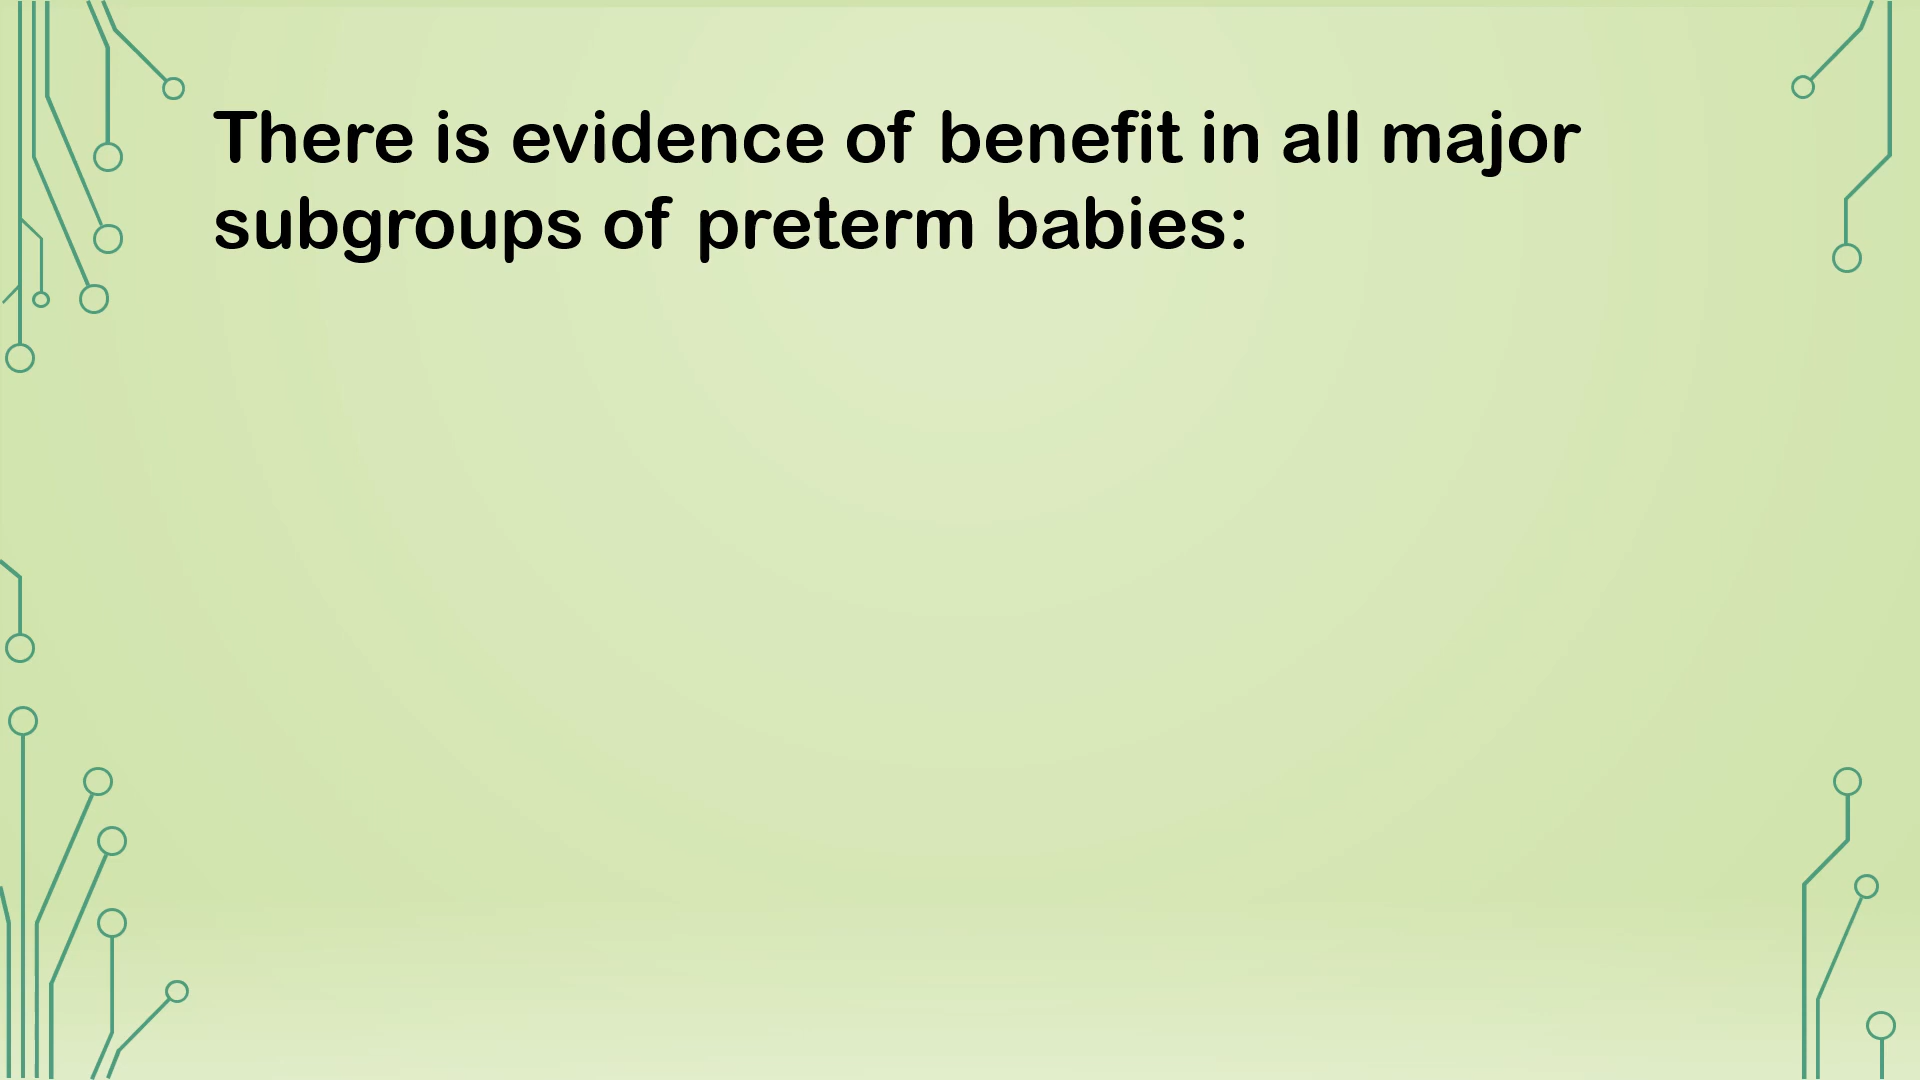 There is evidence of benefit in all major
subgroups of preterm babies: